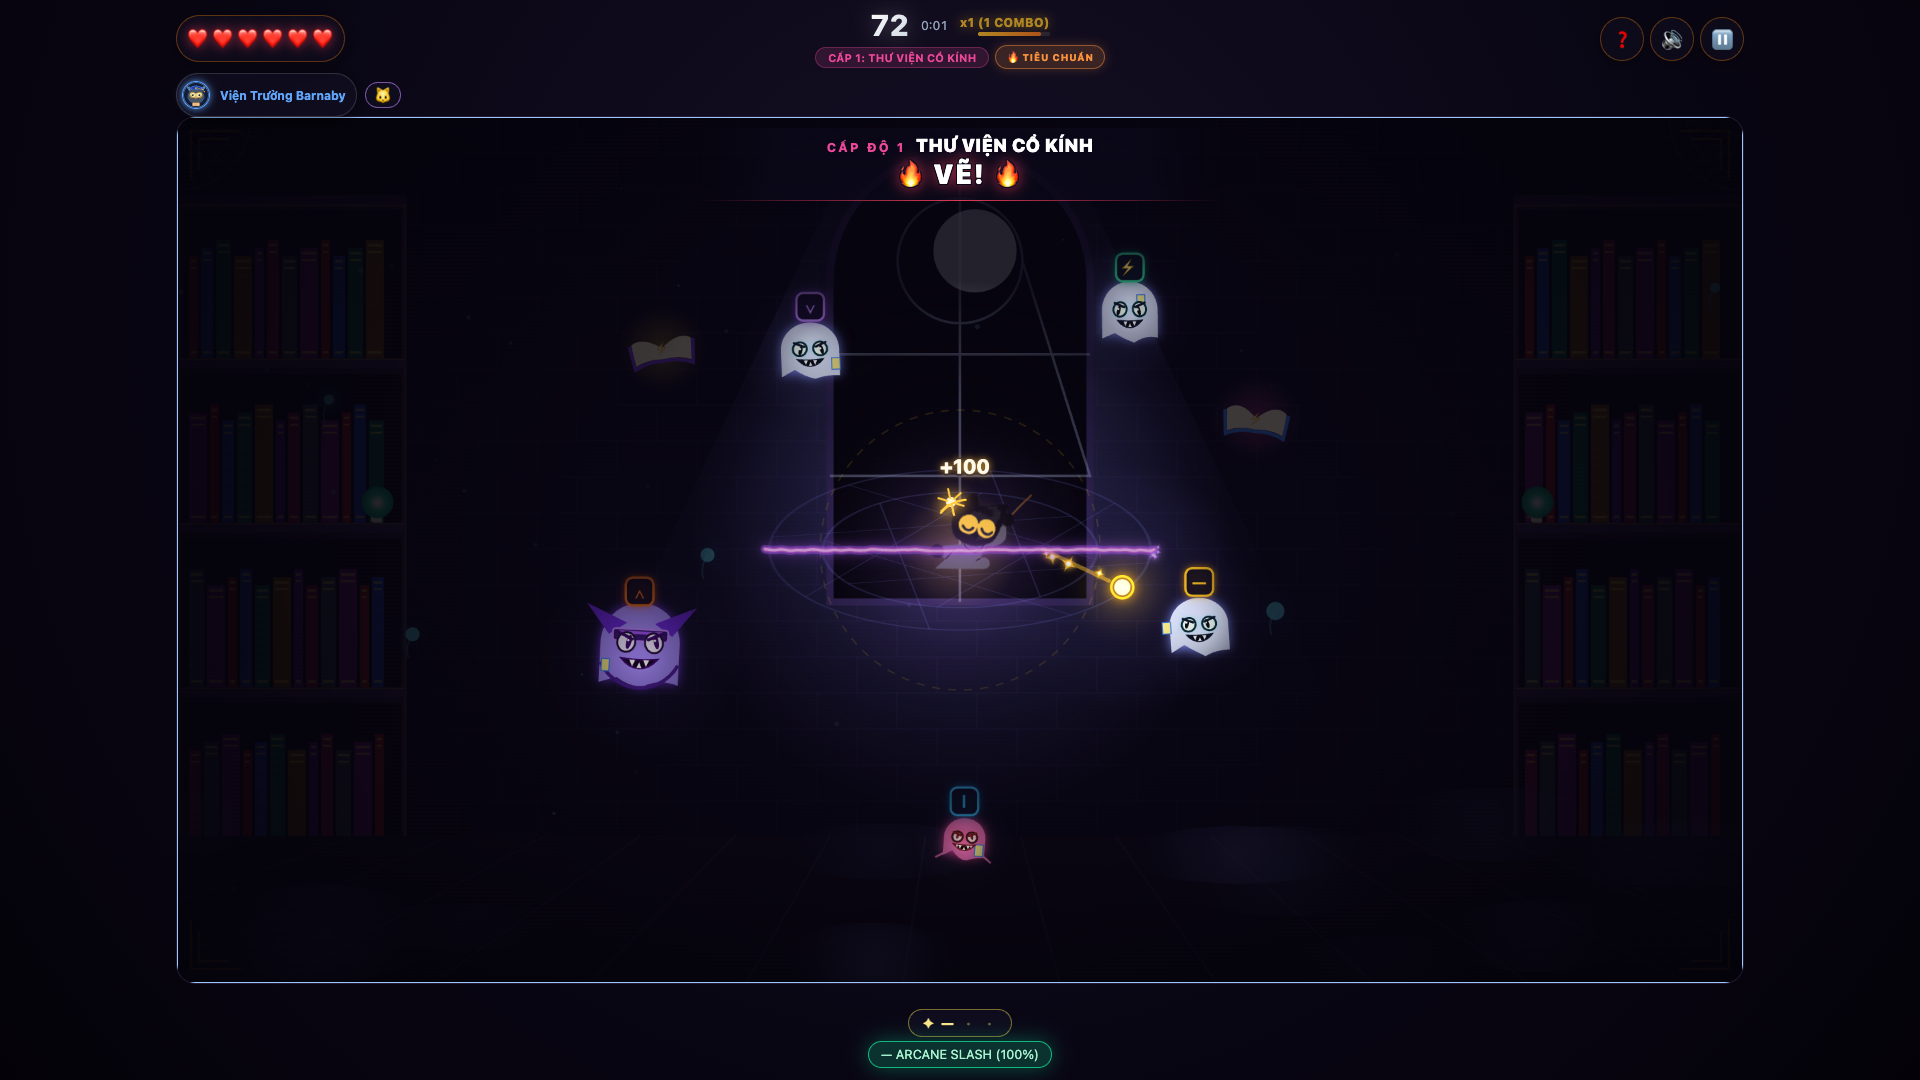 72 0:01 x1 (1 COMBO)
CẤP 1: THƯ VIỆN CỔ KÍNH 🔥 TIÊU CHUẨN
Viện Trưởng Barnaby
CẤP ĐỘ 1 THƯ VIỆN CỔ KÍNH
🔥 VẼ! 🔥
+100
— ARCANE SLASH (100%)